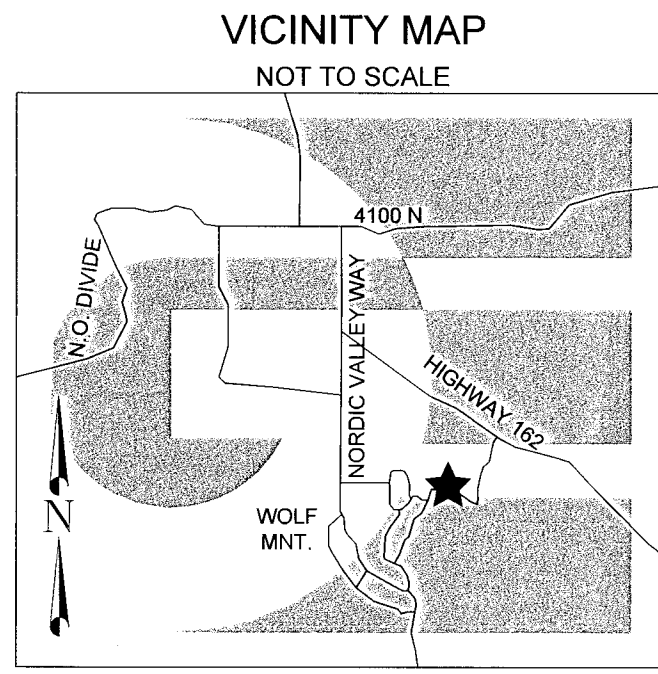 VICINITY MAP
NOT TO SCALE
4100 N
N.O. DIVIDE
NORDIC VALLEY WAY
HIGHWAY 162
WOLF
MNT.
N